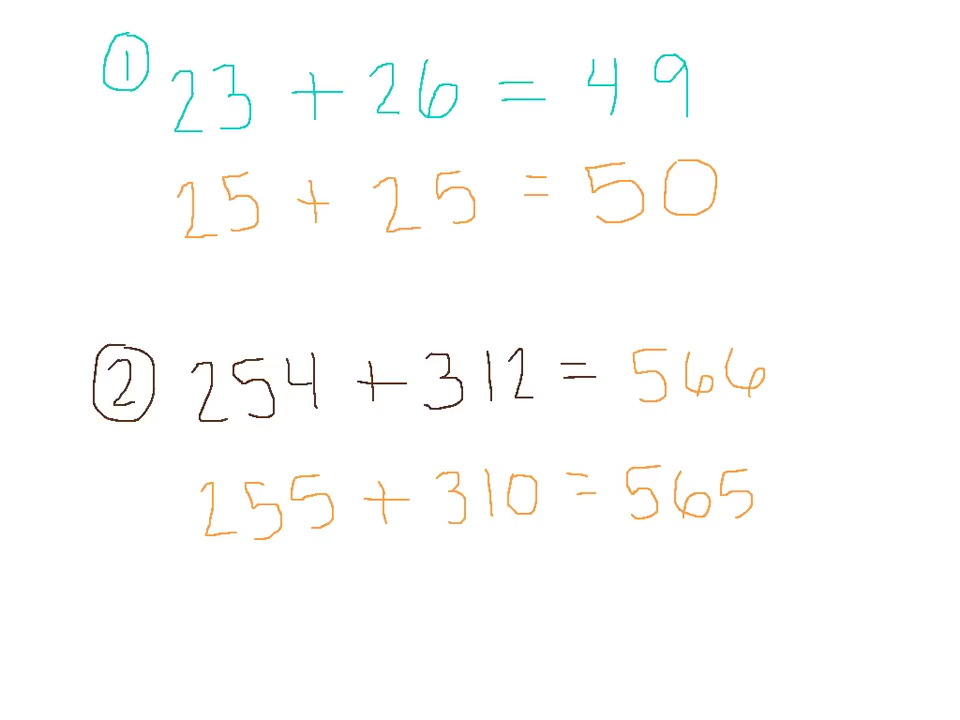 ① 23 + 26 = 49
25 + 25 = 50
② 254 + 312 = 566
255 + 310 = 565